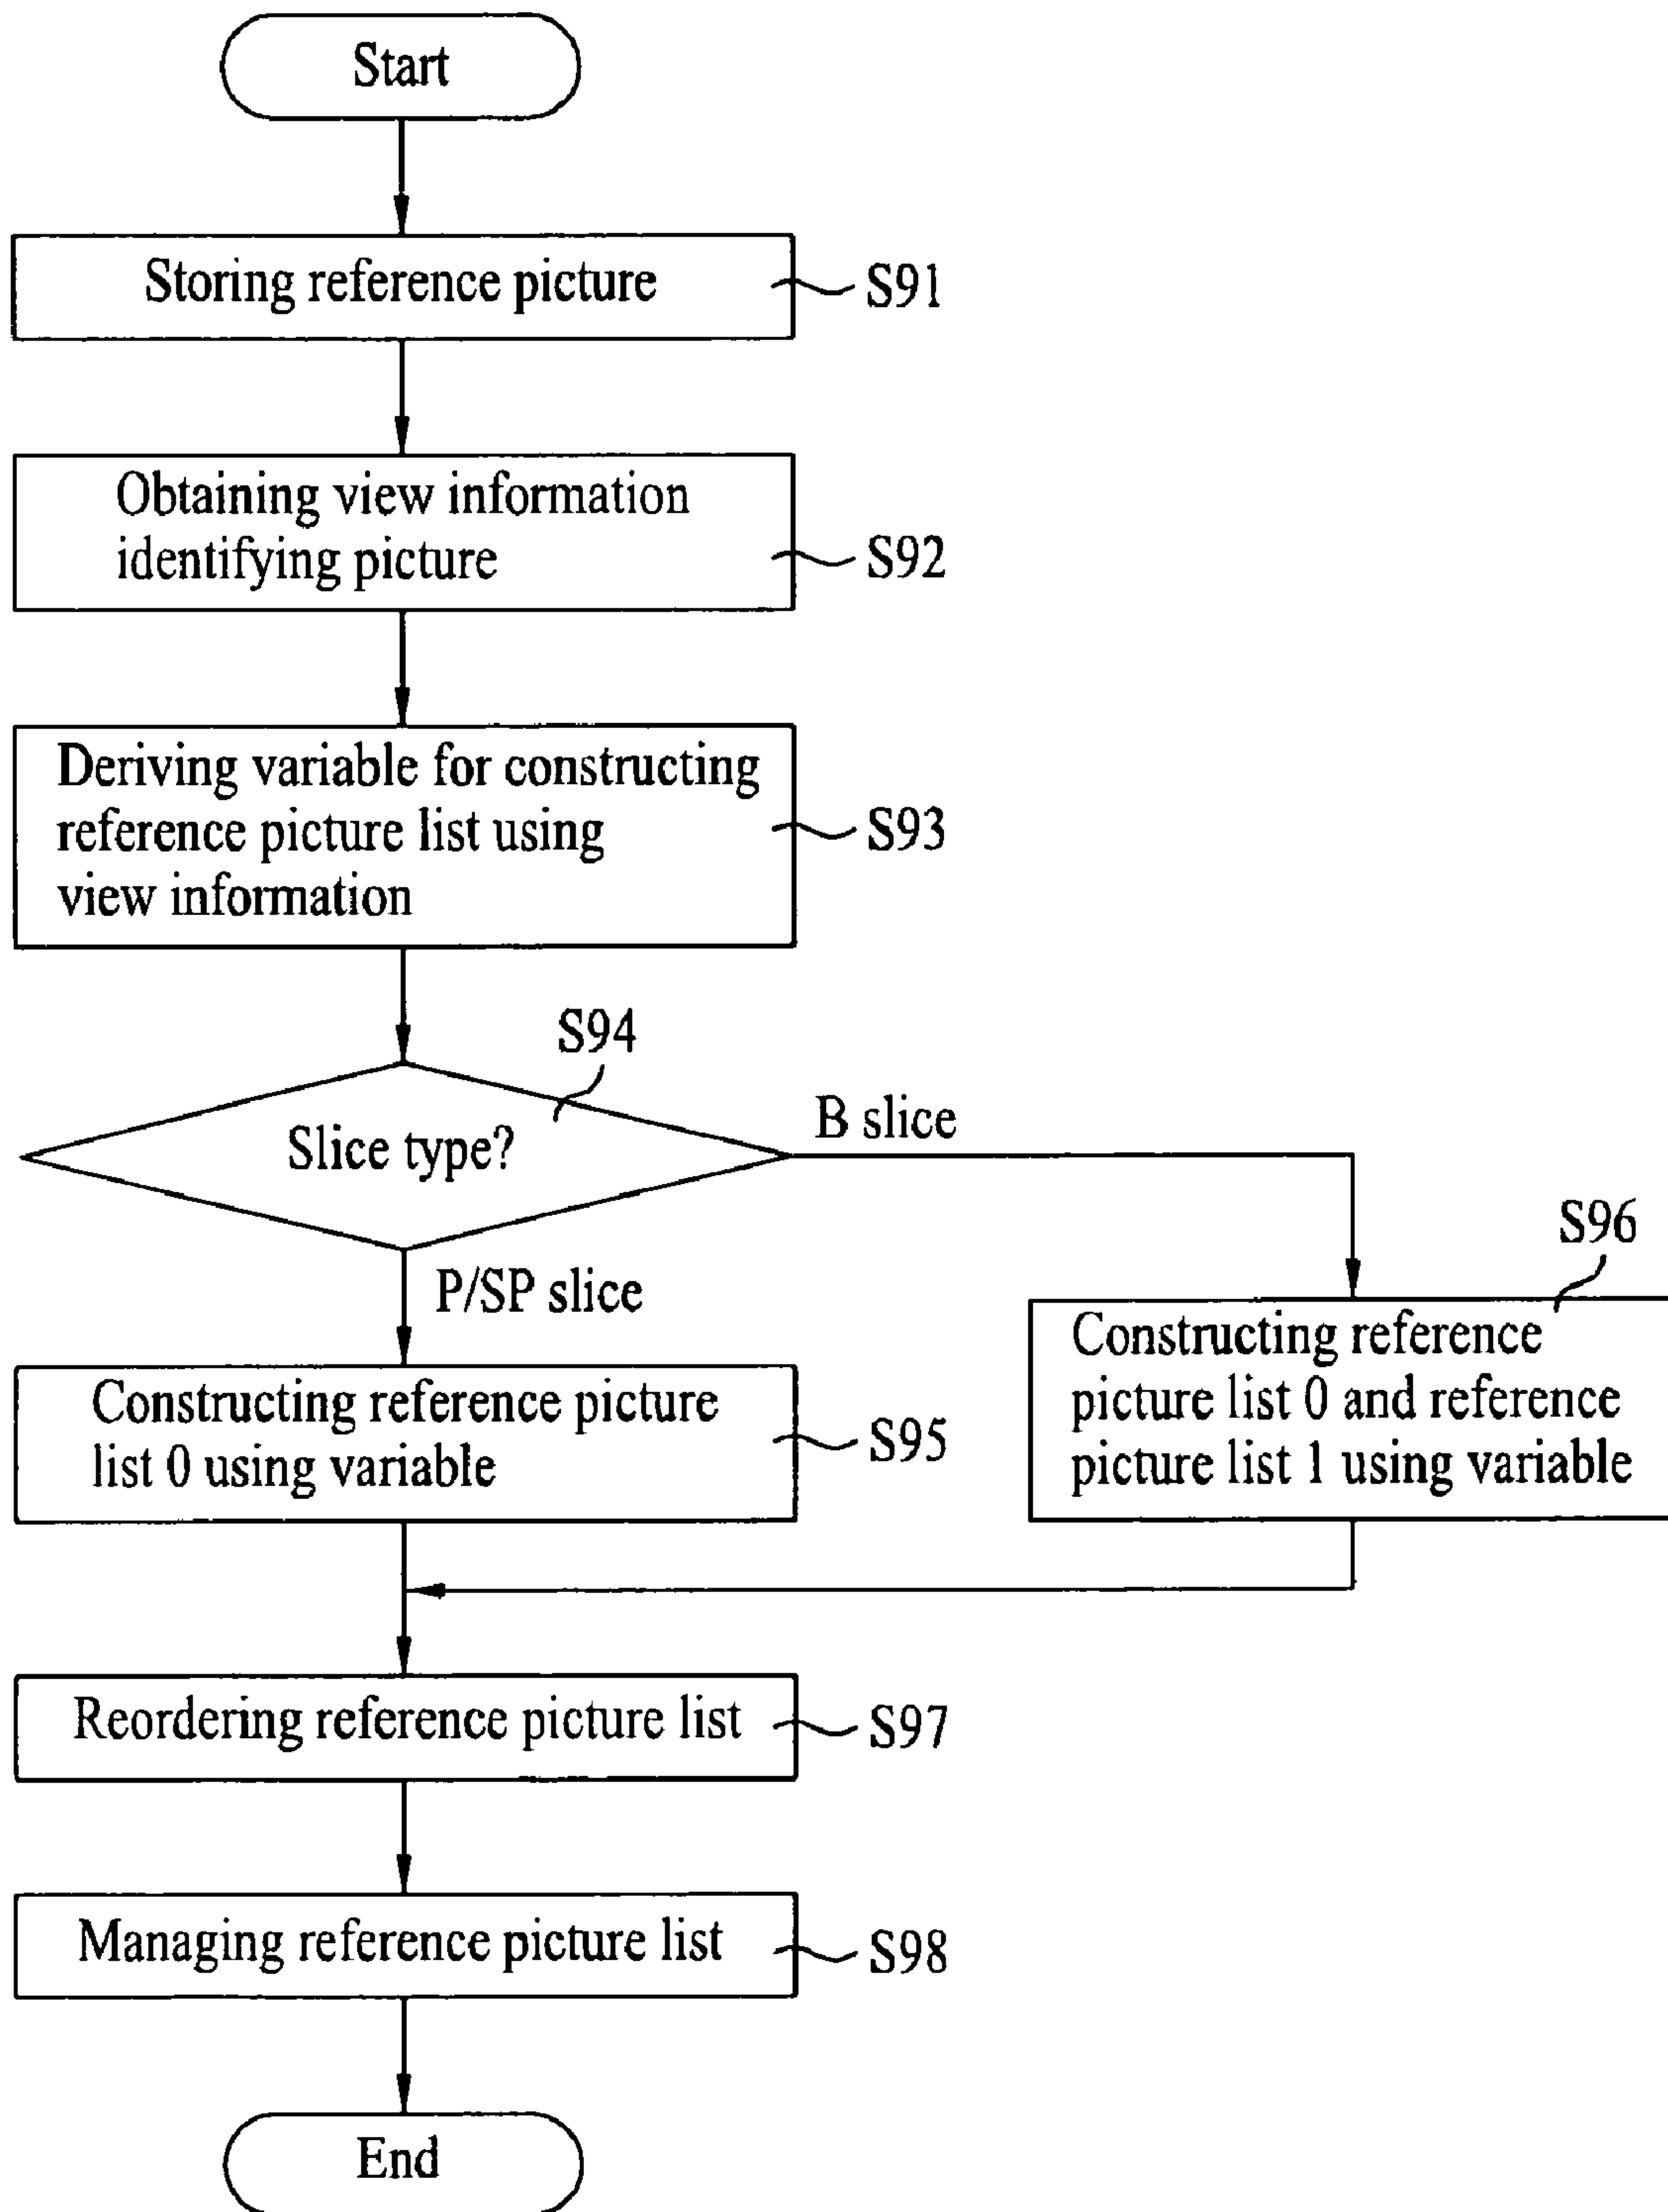 Start
Storing reference picture
S91
Obtaining view information
identifying picture
S92
Deriving variable for constructing
reference picture list using
view information
S93
S94
Slice type?
B slice
P/SP slice
S96
Constructing reference
picture list 0 and reference
picture list 1 using variable
Constructing reference picture
list 0 using variable
S95
Reordering reference picture list
S97
Managing reference picture list
S98
End